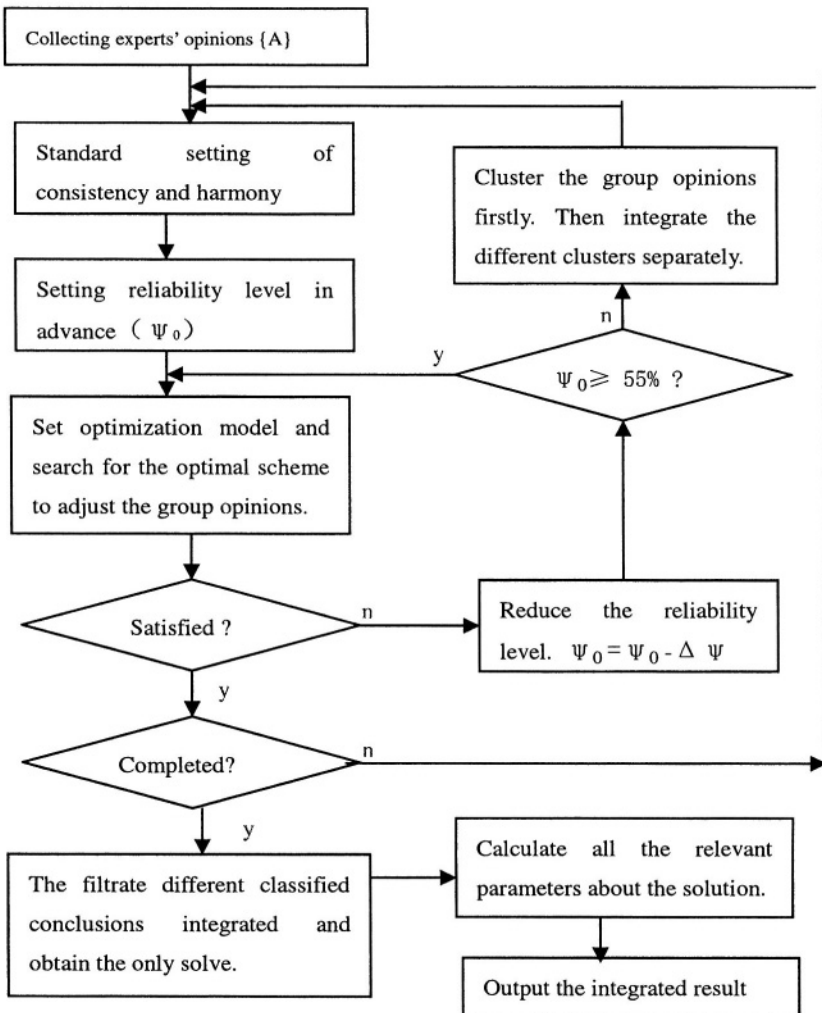 Collecting experts' opinions {A}
Standard setting of
consistency and harmony
Cluster the group opinions
firstly. Then integrate the
different clusters separately.
Setting reliability level in
advance ( Ψ₀)
n
y
Ψ₀≥ 55% ?
Set optimization model and
search for the optimal scheme
to adjust the group opinions.
Satisfied ?
n
Reduce the reliability
level. Ψ₀= Ψ₀- Δ Ψ
y
Completed?
n
y
The filtrate different classified
conclusions integrated and
obtain the only solve.
Calculate all the relevant
parameters about the solution.
Output the integrated result